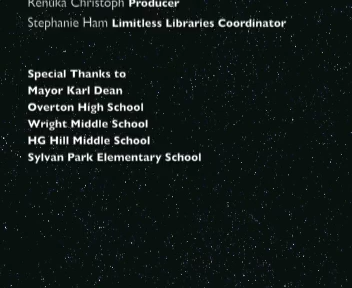 Renuka Christoph Producer
Stephanie Ham Limitless Libraries Coordinator
Special Thanks to
Mayor Karl Dean
Overton High School
Wright Middle School
HG Hill Middle School
Sylvan Park Elementary School